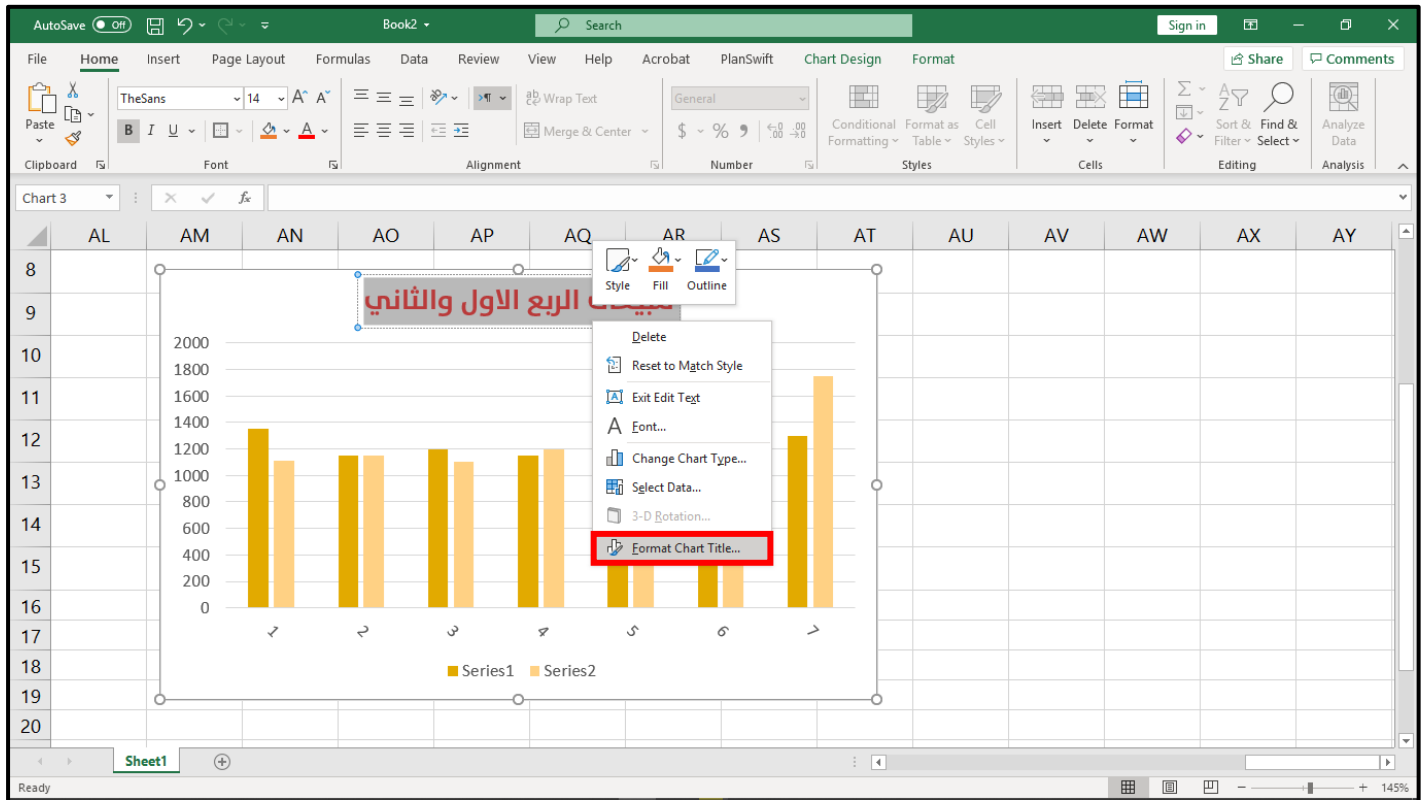 AutoSave Off Book2 Search Sign in
File Home Insert Page Layout Formulas Data Review View Help Acrobat PlanSwift Chart Design Format Share Comments
Paste TheSans 14 A A Wrap Text General Conditional Formatting Format as Table Cell Styles Insert Delete Format Sort & Filter Find & Select Analyze Data
B I U A Merge & Center $ % 9
Clipboard Font Alignment Number Styles Cells Editing Analysis
Chart 3 fx
AL AM AN AO AP AQ AR AS AT AU AV AW AX AY
8
9
10
11
12
13
14
15
16
17
18
19
20
الربع الاول والثاني
2000
1800
1600
1400
1200
1000
800
600
400
200
0
1 2 3 4 5 6 7
Series1 Series2
Style Fill Outline
Delete
Reset to Match Style
Exit Edit Text
Font...
Change Chart Type...
Select Data...
3-D Rotation...
Format Chart Title...
Sheet1
Ready 145%